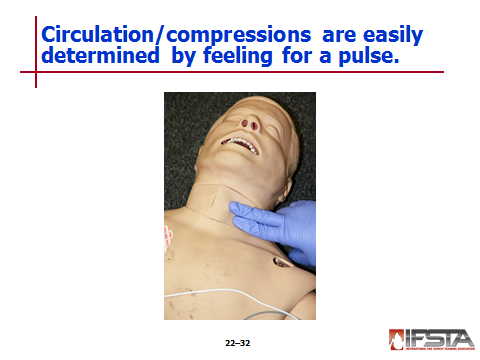 Circulation/compressions are easily
determined by feeling for a pulse.
22–32
IFSTA
INTERNATIONAL FIRE SERVICE TRAINING ASSOCIATION